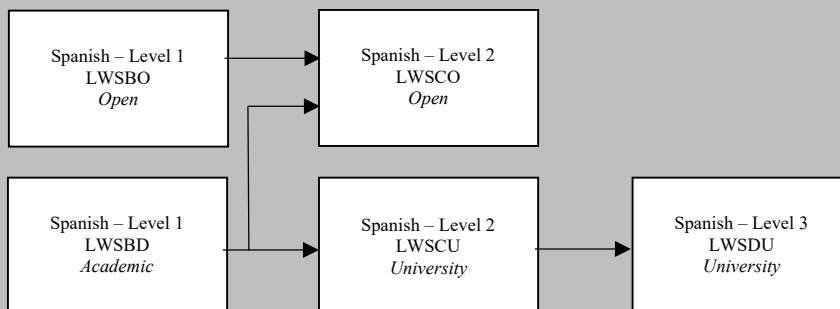 Spanish – Level 1
LWSBO
Open
Spanish – Level 2
LWSCO
Open
Spanish – Level 1
LWSBD
Academic
Spanish – Level 2
LWSCU
University
Spanish – Level 3
LWSDU
University